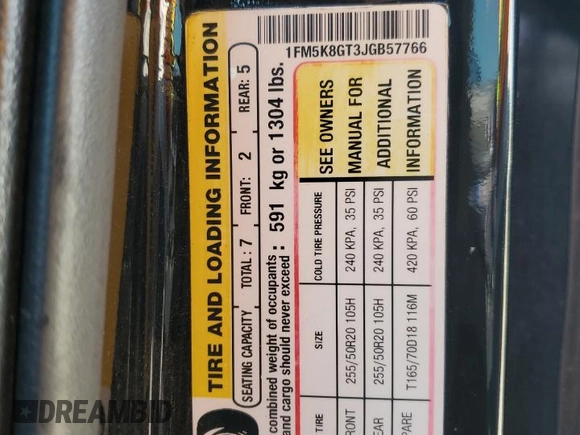 1FM5K8GT3JGB57766
TIRE AND LOADING INFORMATION
SEATING CAPACITY TOTAL : 7 FRONT: 2 REAR: 5
combined weight of occupants
and cargo should never exceed : 591 kg or 1304 lbs.
TIRE SIZE COLD TIRE PRESSURE SEE OWNERS
RONT 255/50R20 105H 240 KPA, 35 PSI MANUAL FOR
EAR 255/50R20 105H 240 KPA, 35 PSI ADDITIONAL
PARE T165/70D18 116M 420 KPA, 60 PSI INFORMATION
DREAMBID